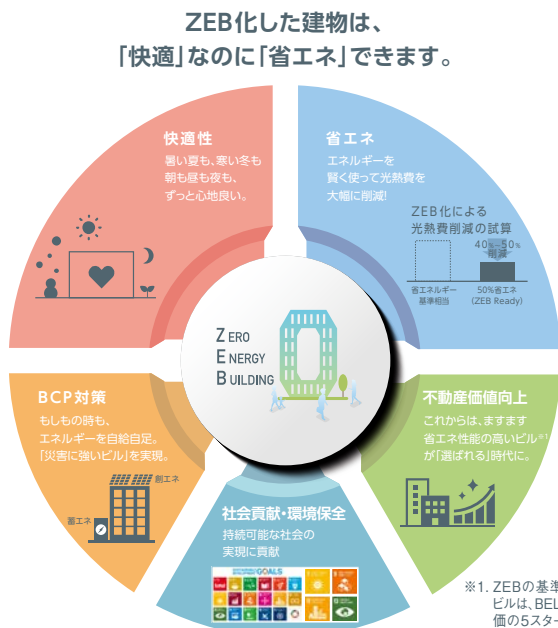 ZEB化した建物は、
「快適」なのに「省エネ」できます。
快適性
暑い夏も、寒い冬も
朝も昼も夜も、
ずっと心地良い。
省エネ
エネルギーを
賢く使って光熱費を
大幅に削減!
ZEB化による
光熱費削減の試算
40%~50%
削減
省エネルギー
基準相当
50%省エネ
(ZEB Ready)
ZERO
ENERGY
BUILDING
BCP対策
もしもの時も、
エネルギーを自給自足。
「災害に強いビル」を実現。
創エネ
蓄エネ
不動産価値向上
これからは、ますます
省エネ性能の高いビル※1
が「選ばれる」時代に。
社会貢献・環境保全
持続可能な社会の
実現に貢献
GOALS
※1. ZEBの基準
ビルは、BEL
価の5スター